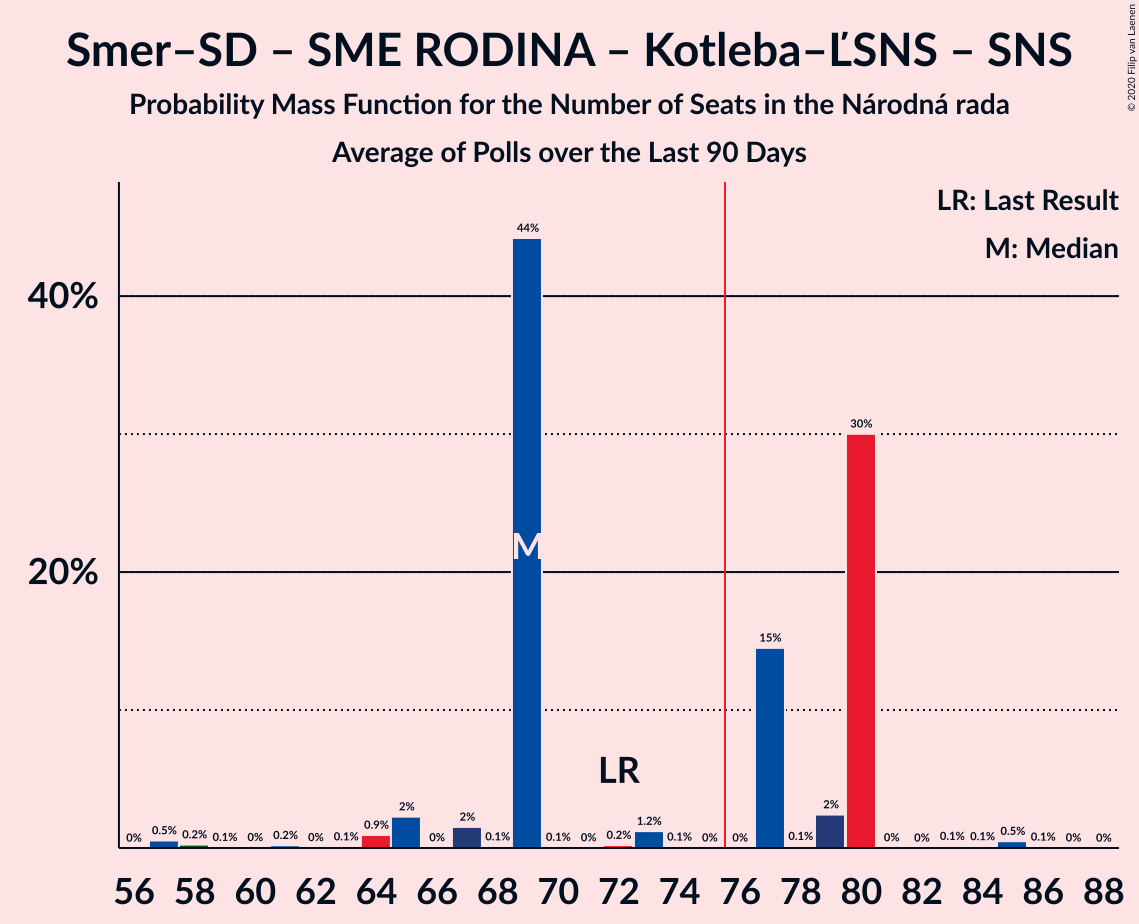 Smer–SD – SME RODINA – Kotleba–ĽSNS – SNS
Probability Mass Function for the Number of Seats in the Národná rada
Average of Polls over the Last 90 Days
© 2020 Filip van Laenen
LR: Last Result
M: Median
40%
20%
0% 0.5% 0.2% 0.1% 0% 0.2% 0% 0.1% 0.9% 2% 0% 2% 0.1% 44% 0.1% 0% 0.2% 1.2% 0.1% 0% 0% 15% 0.1% 2% 30% 0% 0% 0.1% 0.1% 0.5% 0.1% 0% 0%
M
LR
56 58 60 62 64 66 68 70 72 74 76 78 80 82 84 86 88